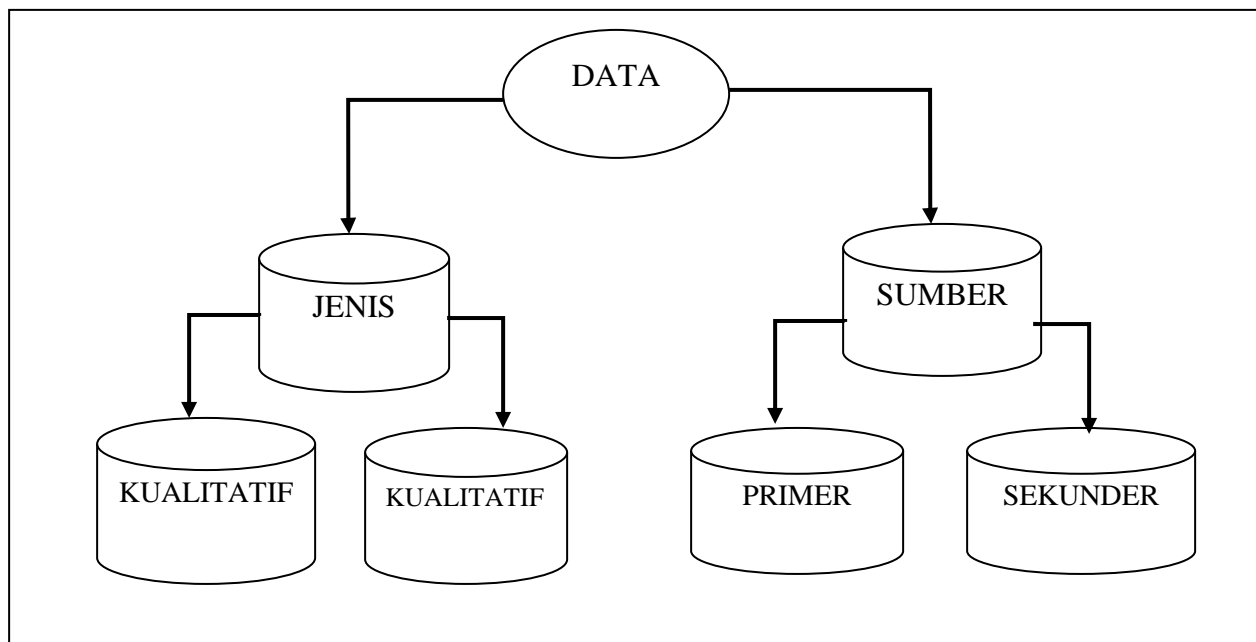 DATA
JENIS
SUMBER
KUALITATIF
KUALITATIF
PRIMER
SEKUNDER